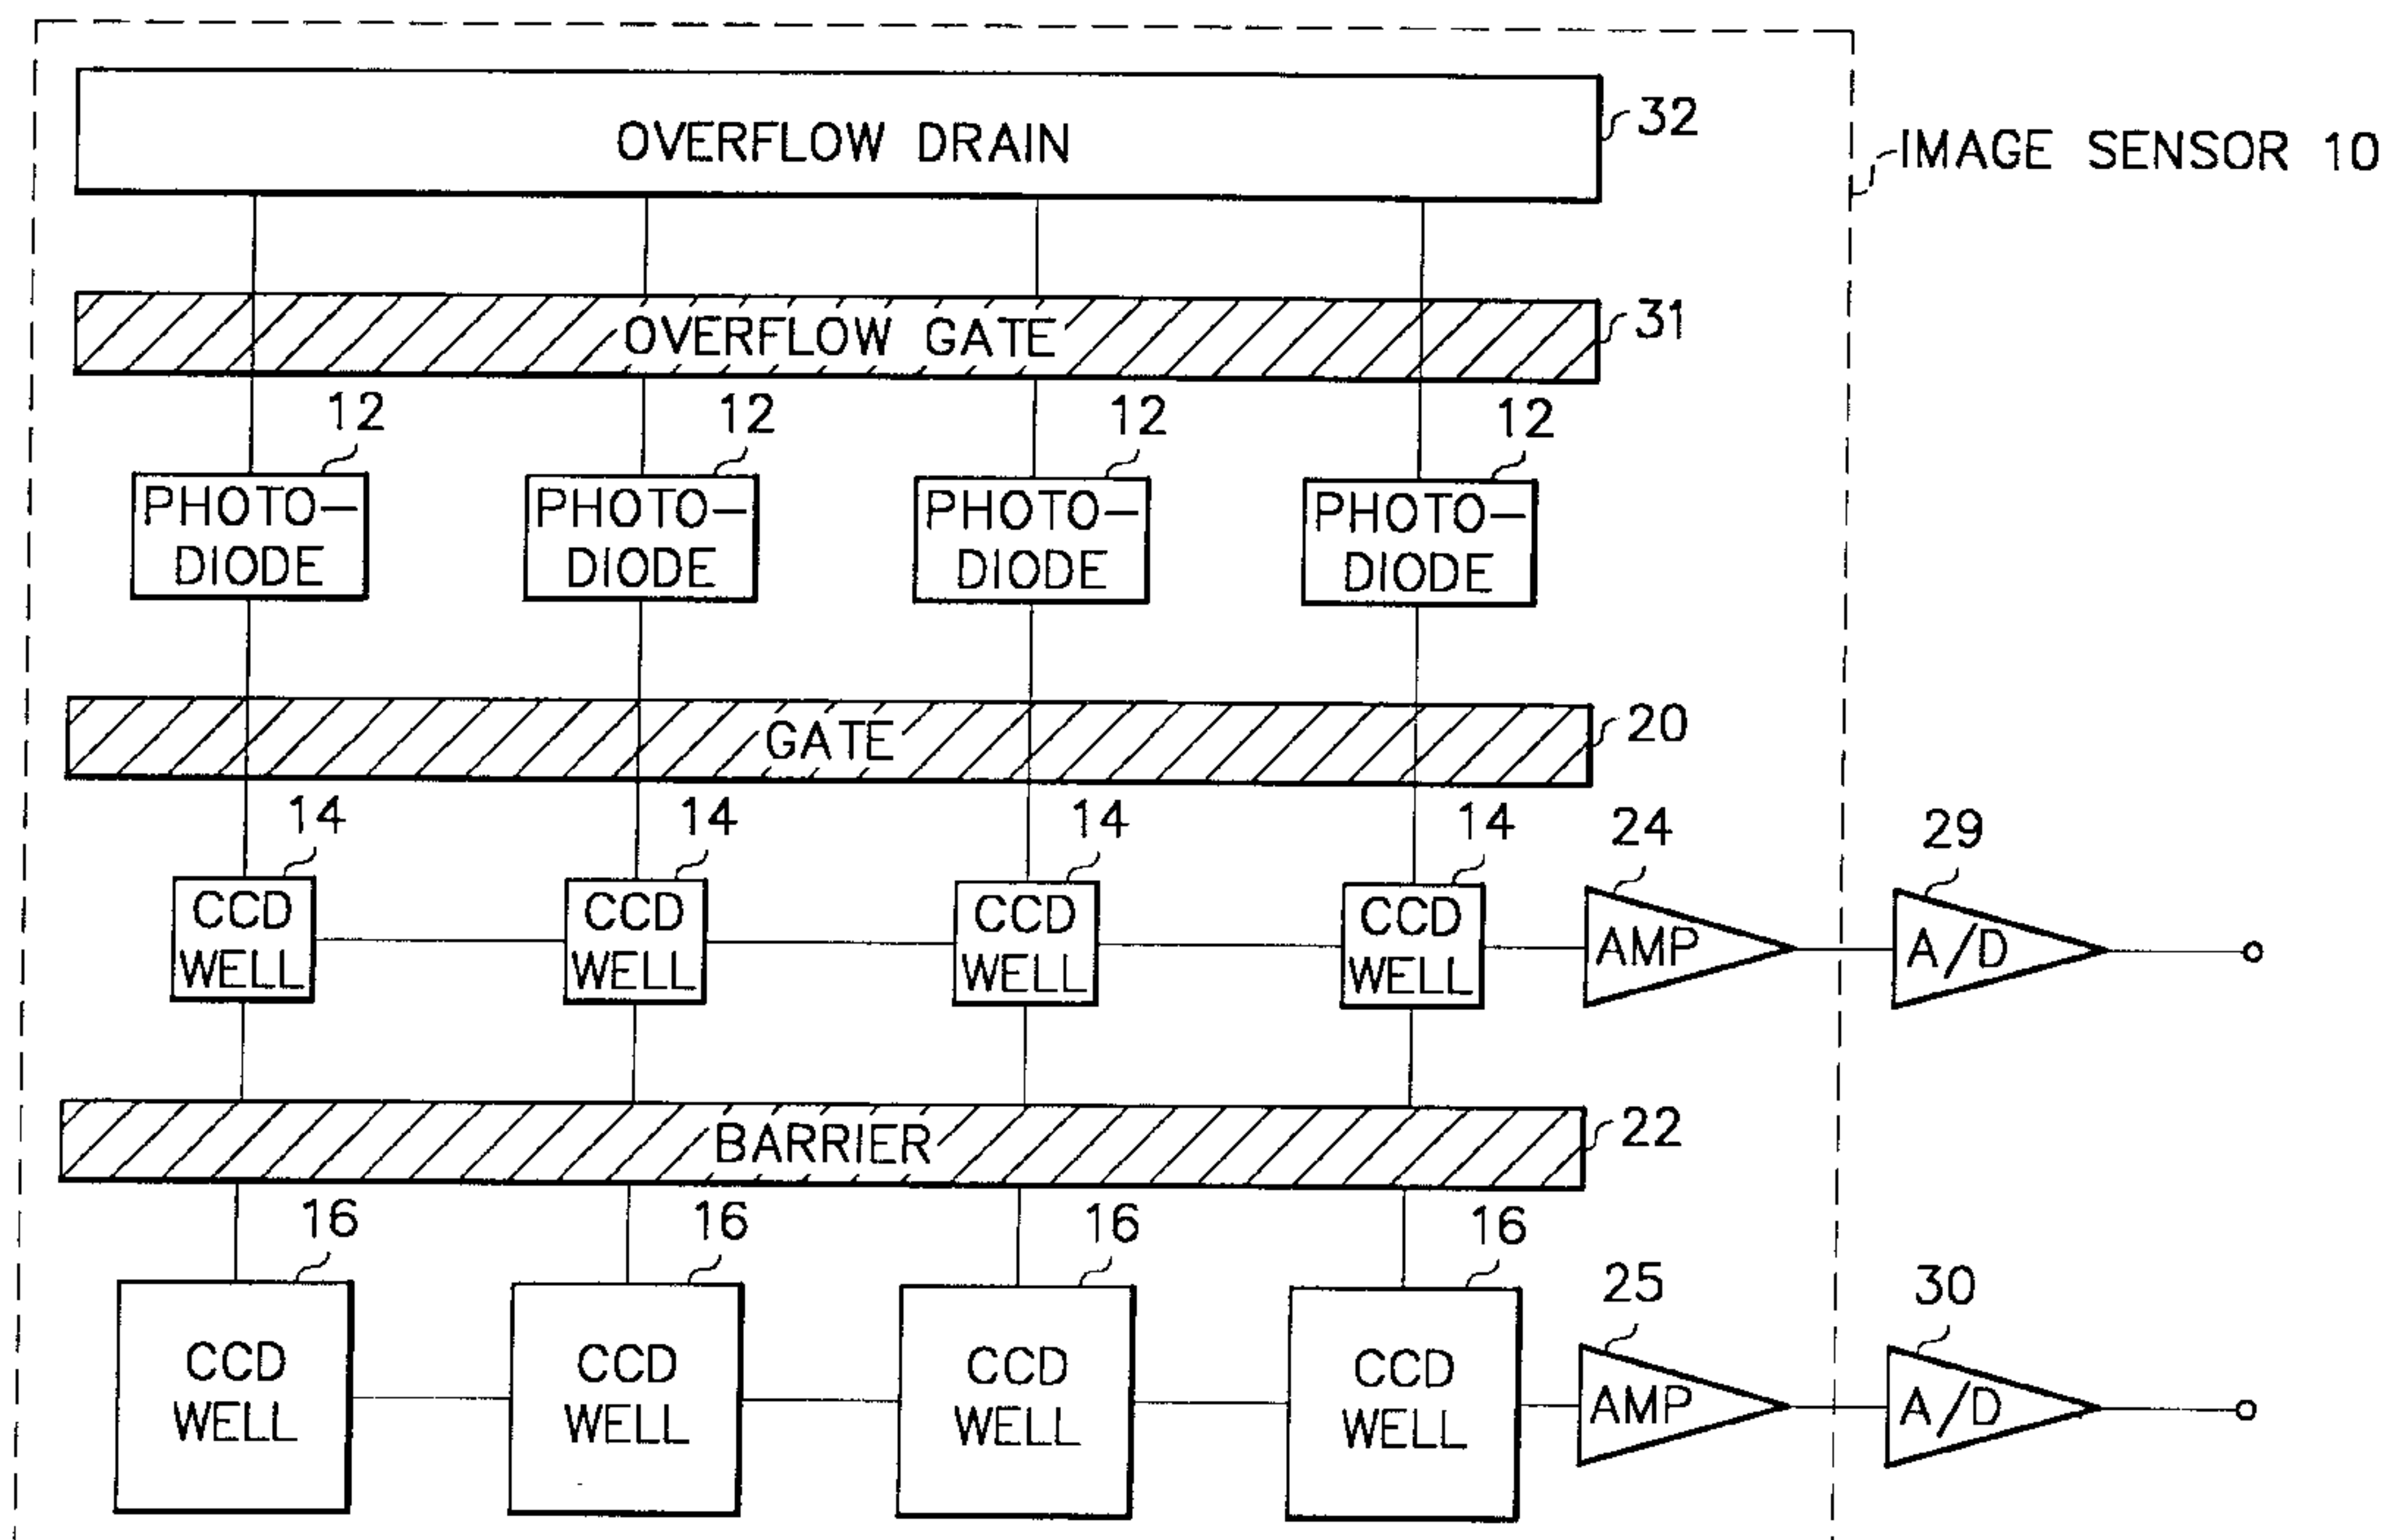 OVERFLOW DRAIN
32
IMAGE SENSOR 10
OVERFLOW GATE
31
12 12 12 12
PHOTO-
DIODE
PHOTO-
DIODE
PHOTO-
DIODE
PHOTO-
DIODE
GATE
20
14 14 14 14 24 29
CCD
WELL
CCD
WELL
CCD
WELL
CCD
WELL
AMP
A/D
BARRIER
22
16 16 16 16 25 30
CCD
WELL
CCD
WELL
CCD
WELL
CCD
WELL
AMP
A/D